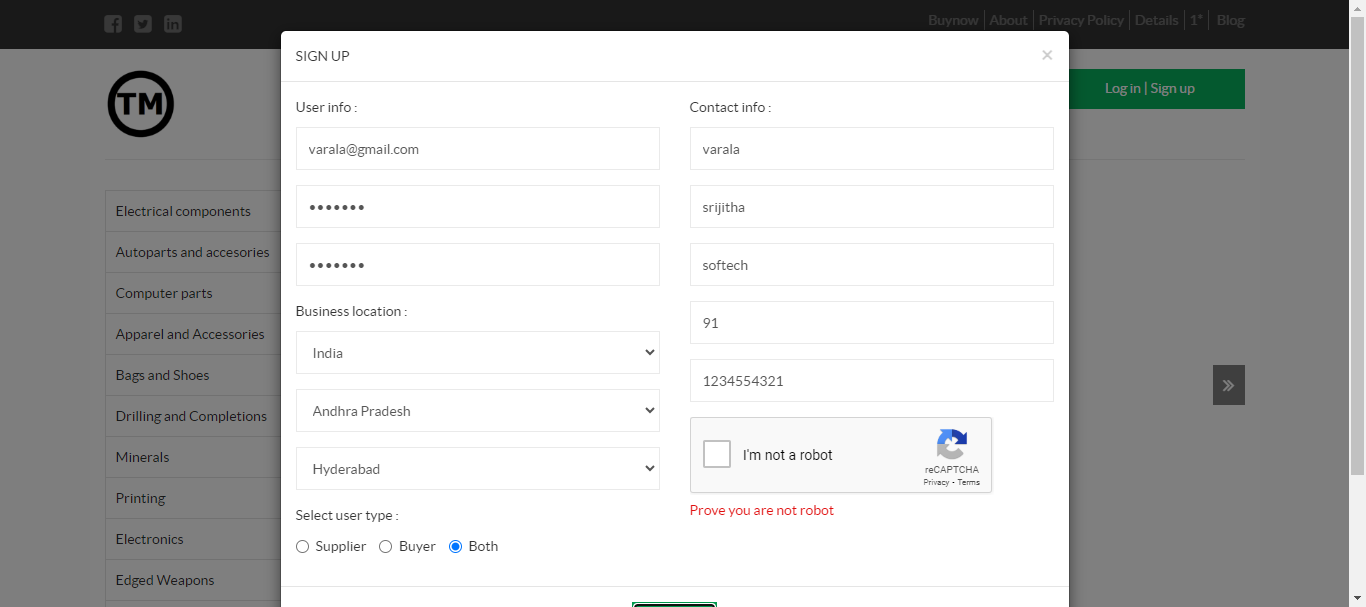 Buynow About Privacy Policy Details 1* Blog
SIGN UP ×
TM
Log in | Sign up
Electrical components
Autoparts and accesories
Computer parts
Apparel and Accessories
Bags and Shoes
Drilling and Completions
Minerals
Printing
Electronics
Edged Weapons
User info :
varala@gmail.com
•••••••
•••••••
Business location :
India
Andhra Pradesh
Hyderabad
Select user type :
Supplier Buyer Both
Contact info :
varala
srijitha
softech
91
1234554321
I'm not a robot
reCAPTCHA
Privacy - Terms
Prove you are not robot